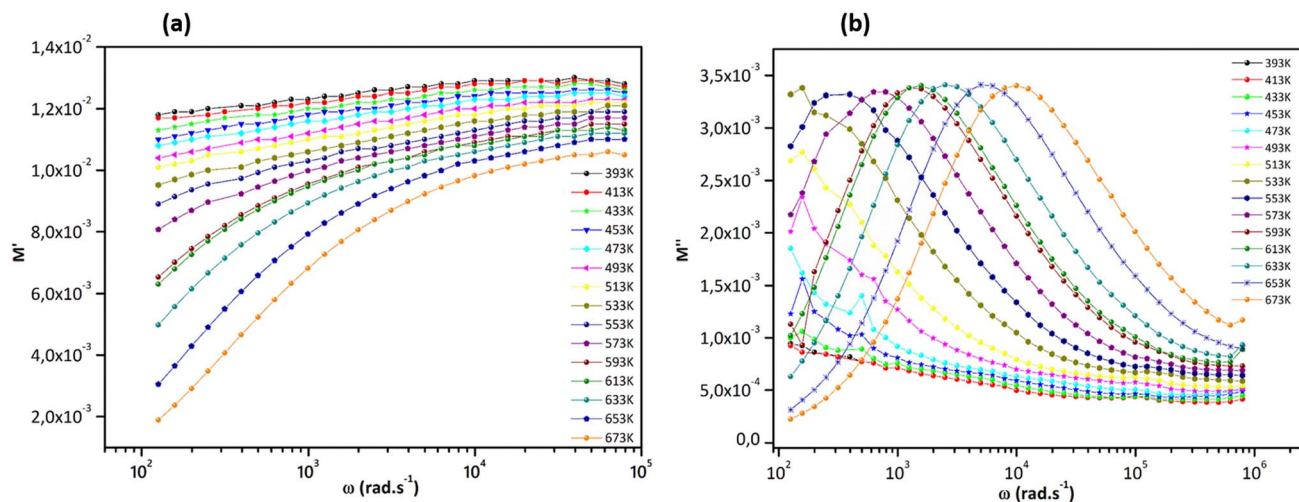 (a)
1,4x10⁻²
1,2x10⁻²
1,0x10⁻²
8,0x10⁻³
6,0x10⁻³
4,0x10⁻³
2,0x10⁻³
M'
10²
10³
10⁴
10⁵
ω (rad.s⁻¹)
393K
413K
433K
453K
473K
493K
513K
533K
553K
573K
593K
613K
633K
653K
673K
(b)
3,5x10⁻³
3,0x10⁻³
2,5x10⁻³
2,0x10⁻³
1,5x10⁻³
1,0x10⁻³
5,0x10⁻⁴
0,0
M''
10²
10³
10⁴
10⁵
10⁶
ω (rad.s⁻¹)
393K
413K
433K
453K
473K
493K
513K
533K
553K
573K
593K
613K
633K
653K
673K